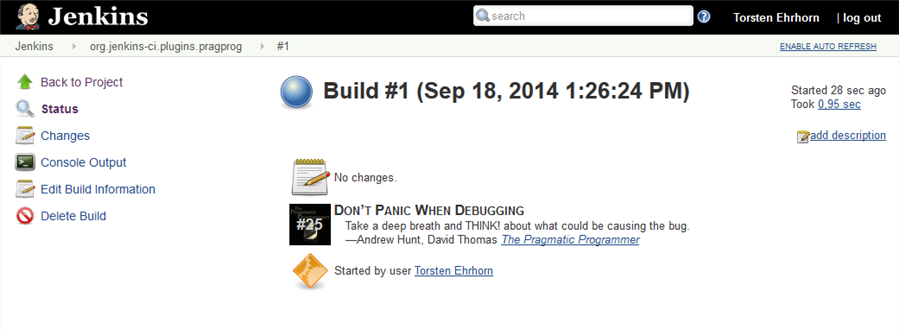 Jenkins
search
Torsten Ehrhorn
| log out
Jenkins
org.jenkins-ci.plugins.pragprog
#1
ENABLE AUTO REFRESH
Back to Project
Status
Changes
Console Output
Edit Build Information
Delete Build
Build #1 (Sep 18, 2014 1:26:24 PM)
Started 28 sec ago
Took 0.95 sec
add description
No changes.
#25
DON'T PANIC WHEN DEBUGGING
Take a deep breath and THINK! about what could be causing the bug.
—Andrew Hunt, David Thomas The Pragmatic Programmer
Started by user Torsten Ehrhorn